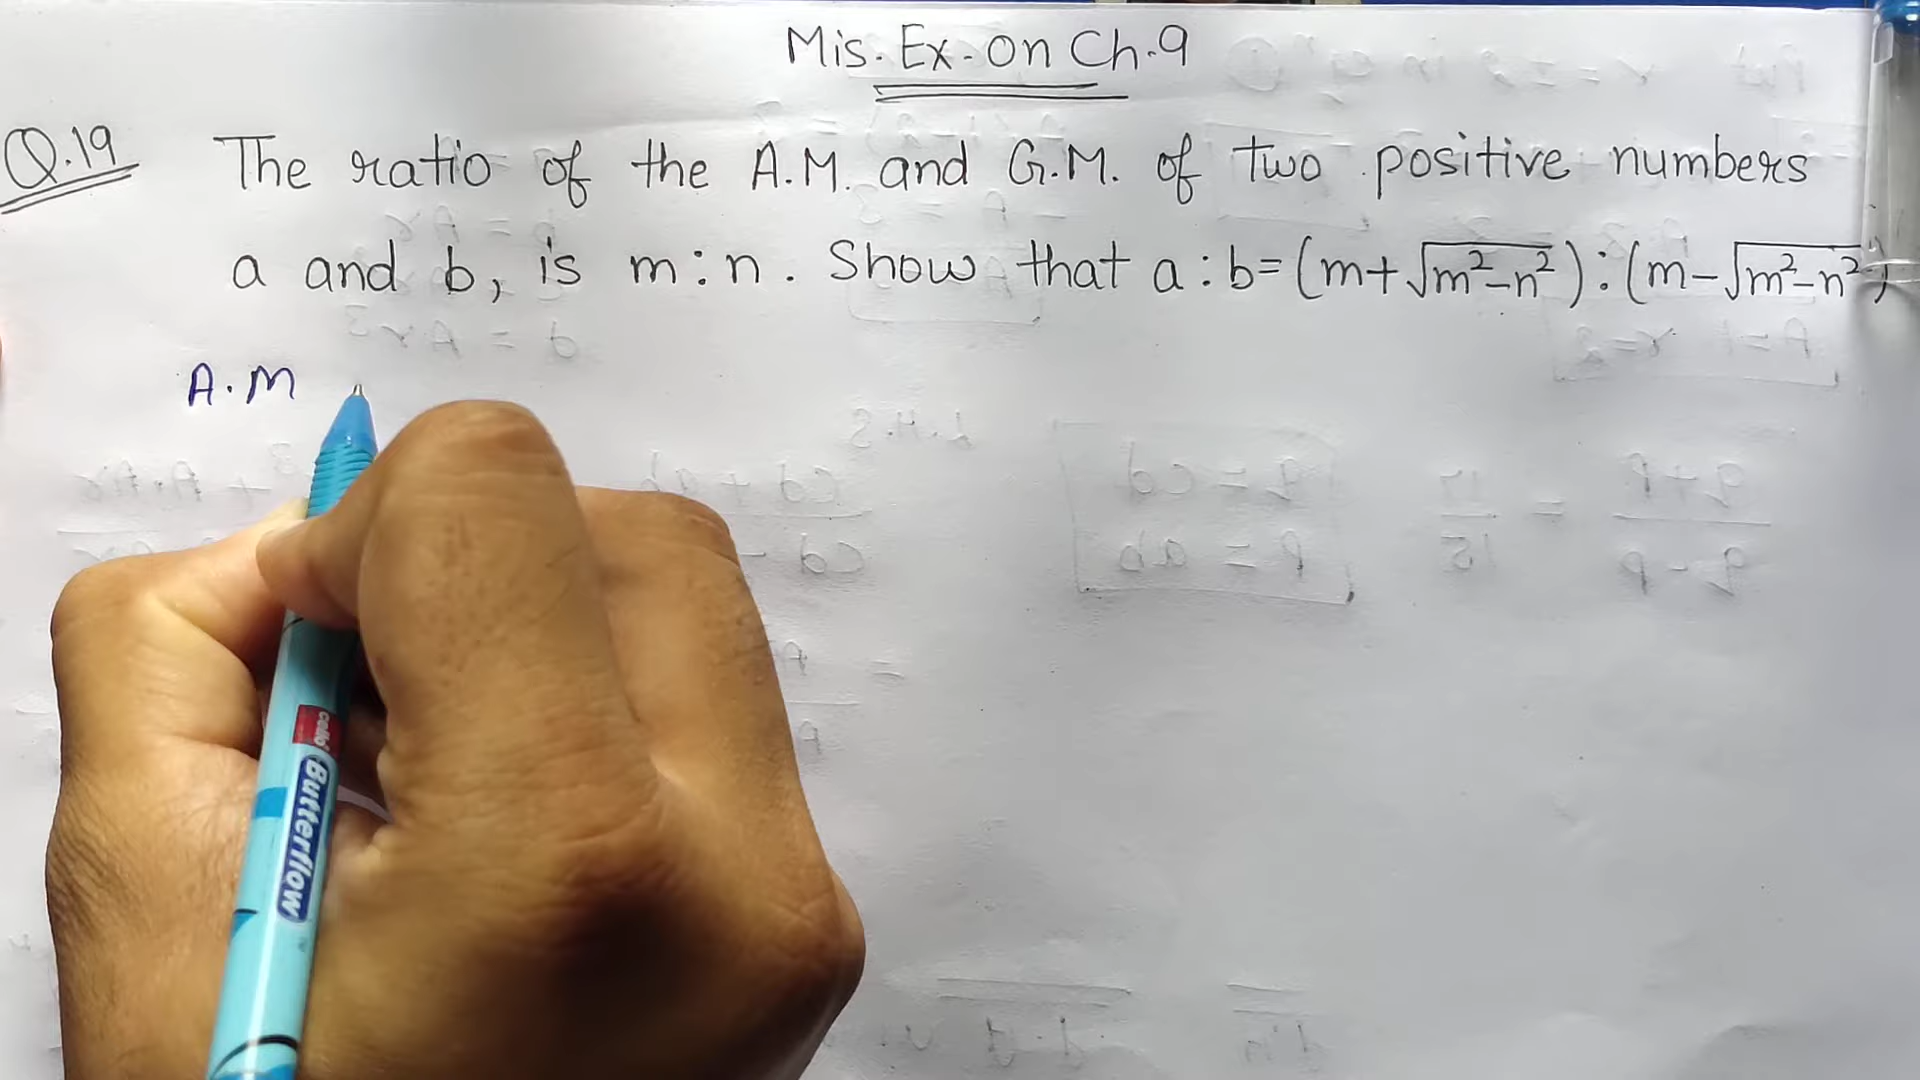 Mis. Ex. on Ch.9
Q.19 The ratio of the A.M. and G.M. of two positive numbers
a and b, is m:n. Show that a:b=(m+√m²-n²):(m-√m²-n²)
A.M
cello Butterflow